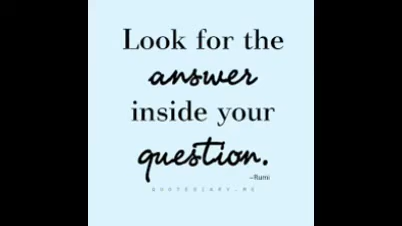 Look for the
answer
inside your
question.
–Rumi
QUOTEDIARY.ME